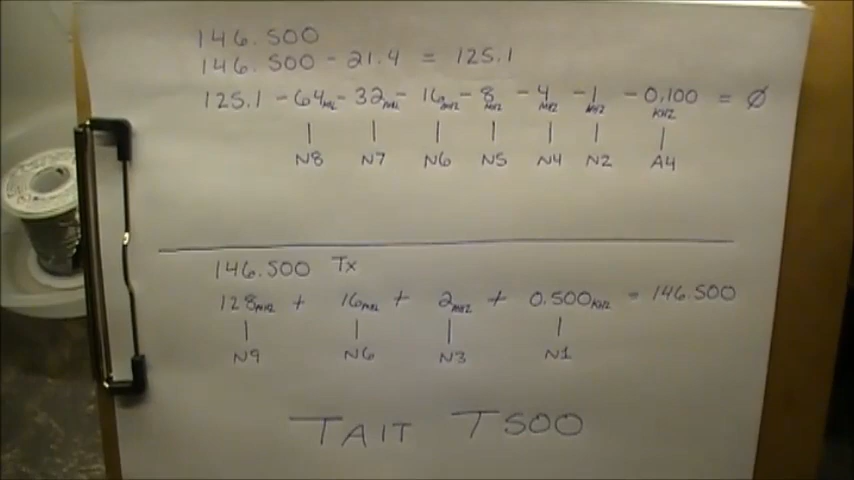 146.500
146.500 - 21.4 = 125.1
125.1 - 64MHz - 32MHz - 16MHz - 8MHz - 4MHz - 1MHz - 0.100KHz = Ø
N8 N7 N6 N5 N4 N2 A4
146.500 Tx
128MHz + 16MHz + 2MHz + 0.500KHz = 146.500
N9 N6 N3 N1
TAIT T500